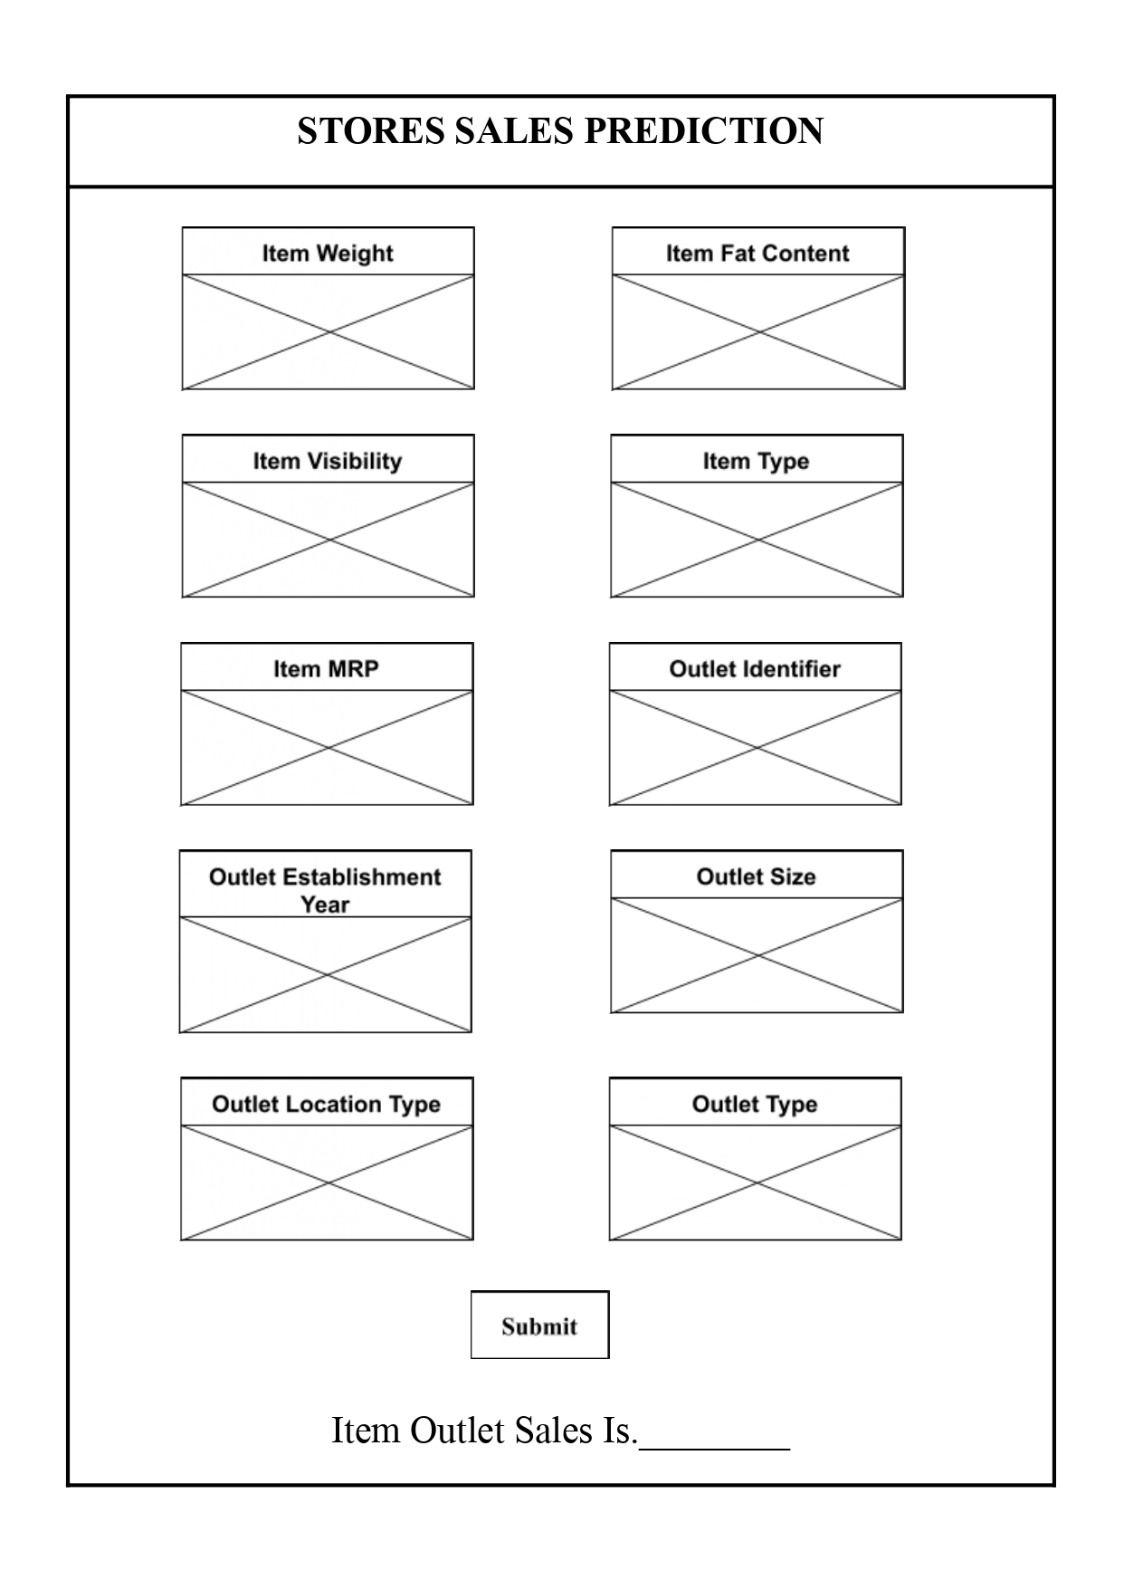 STORES SALES PREDICTION
Item Weight
Item Fat Content
Item Visibility
Item Type
Item MRP
Outlet Identifier
Outlet Establishment
Year
Outlet Size
Outlet Location Type
Outlet Type
Submit
Item Outlet Sales Is.________